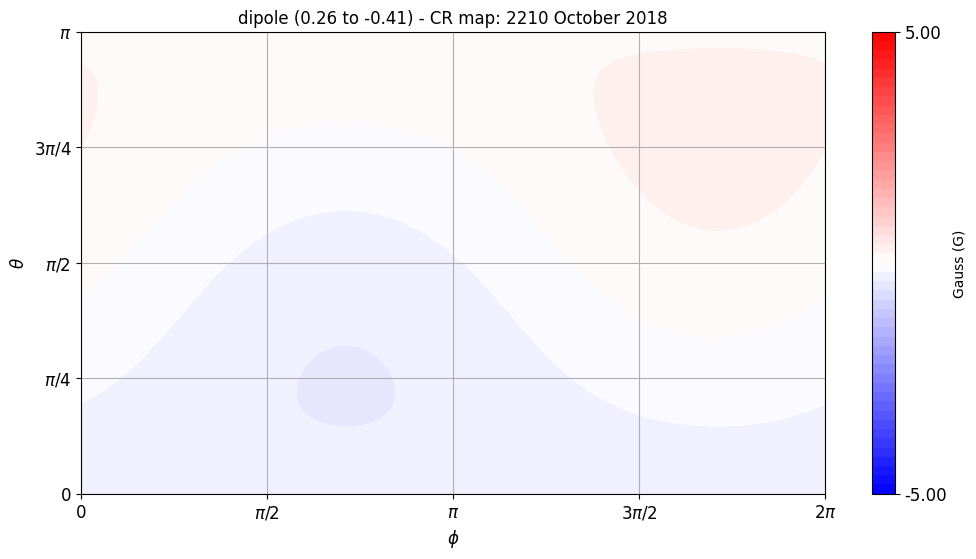 dipole (0.26 to -0.41) - CR map: 2210 October 2018
π
3π/4
π/2
π/4
0
θ
0
π/2
π
3π/2
2π
ϕ
5.00
-5.00
Gauss (G)